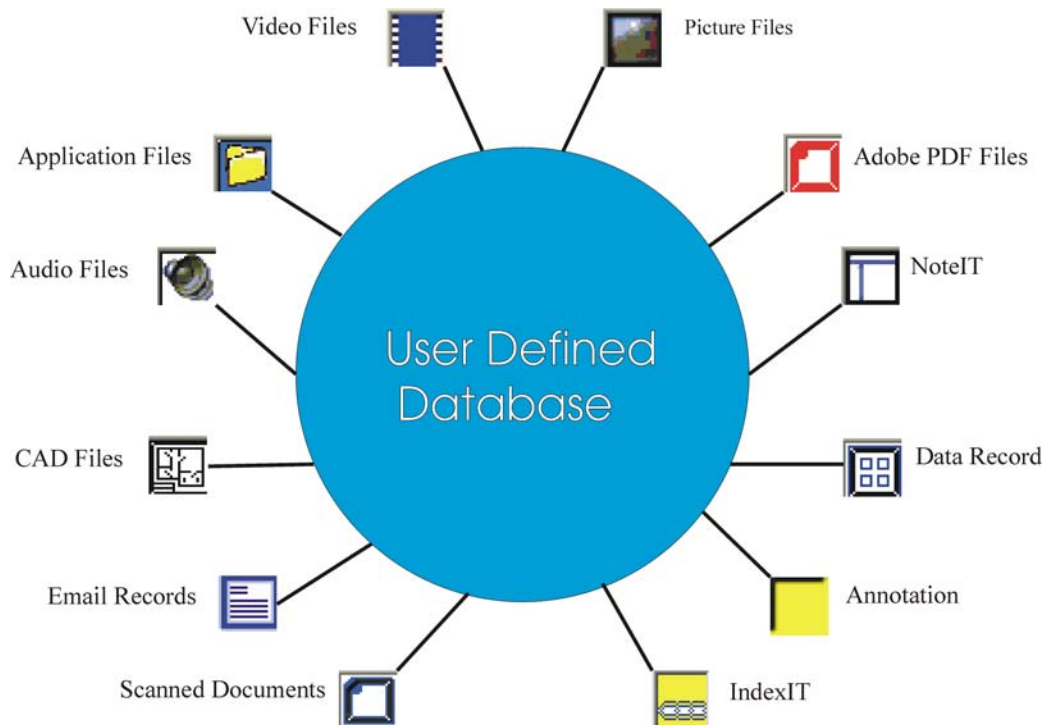 Video Files
Picture Files
Application Files
Adobe PDF Files
Audio Files
NoteIT
User Defined
Database
CAD Files
Data Record
Email Records
Annotation
Scanned Documents
IndexIT